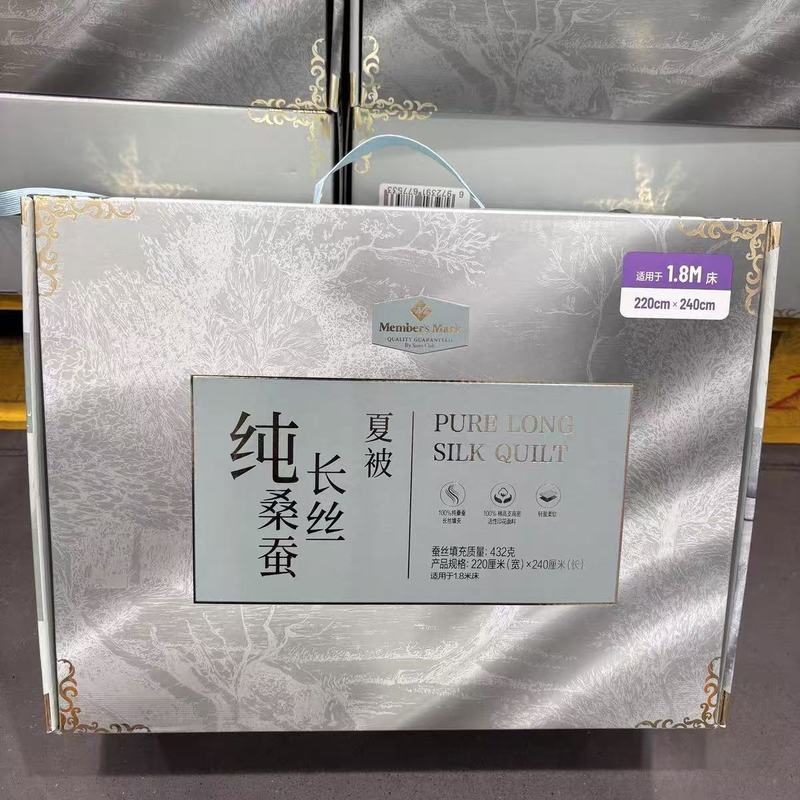 6 972391 677533
适用于 1.8M 床
220cm×240cm
Member's Mark
QUALITY GUARANTEED
By Sam's Club
纯桑蚕
长丝
夏被
PURE LONG
SILK QUILT
100%纯桑蚕
长丝填充
100%棉品支高密
活性印花面料
轻盈柔软
蚕丝填充质量: 432克
产品规格: 220厘米(宽)×240厘米(长)
适用于1.8米床